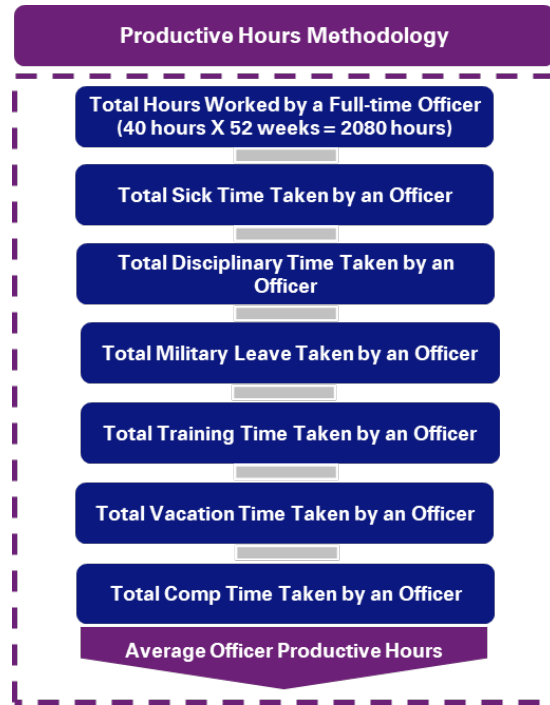 Productive Hours Methodology
Total Hours Worked by a Full-time Officer
(40 hours X 52 weeks = 2080 hours)
Total Sick Time Taken by an Officer
Total Disciplinary Time Taken by an
Officer
Total Military Leave Taken by an Officer
Total Training Time Taken by an Officer
Total Vacation Time Taken by an Officer
Total Comp Time Taken by an Officer
Average Officer Productive Hours